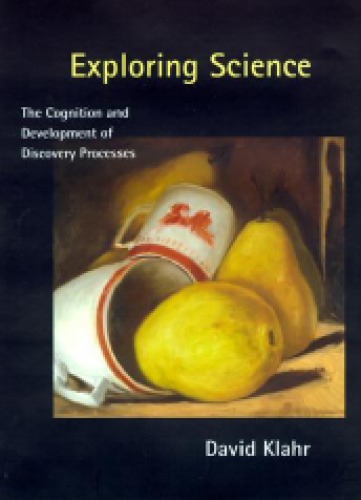 Exploring Science
The Cognition and
Development of
Discovery Processes
David Klahr